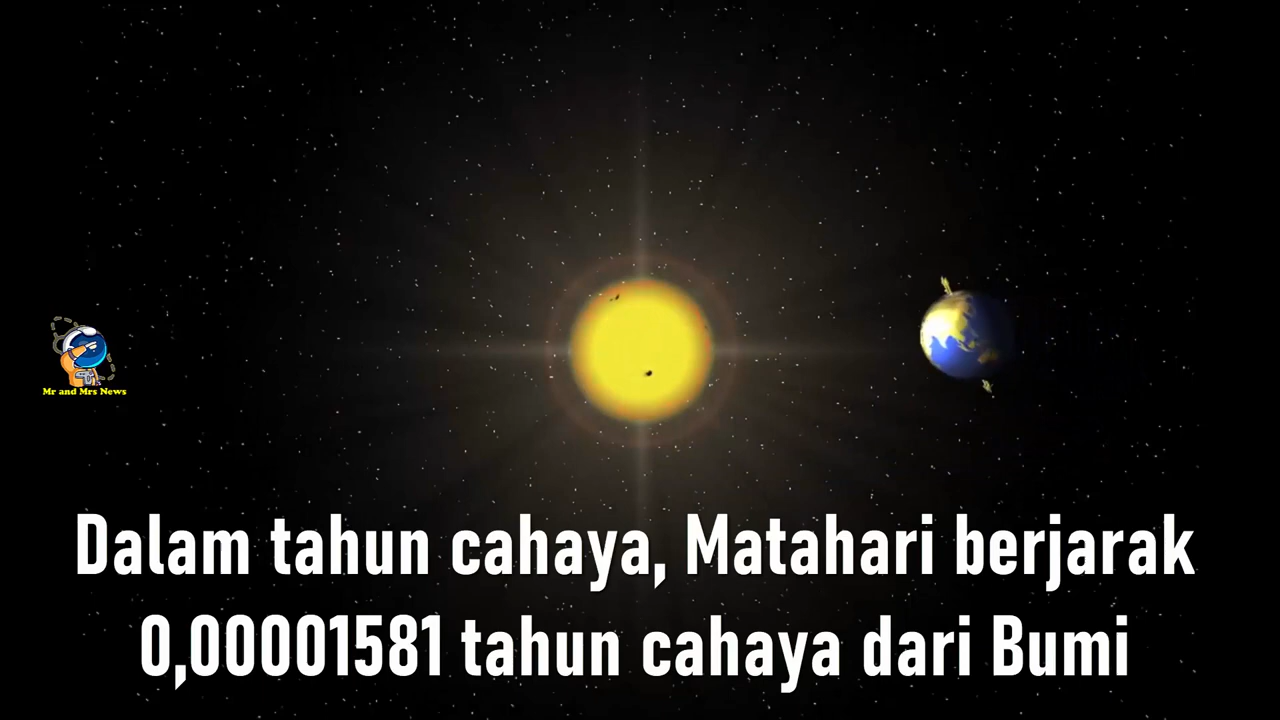 Mr and Mrs News
Dalam tahun cahaya, Matahari berjarak
0,00001581 tahun cahaya dari Bumi